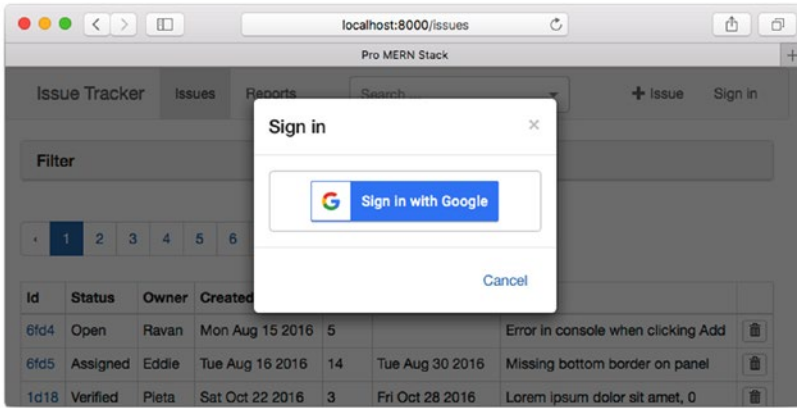 localhost:8000/issues
Pro MERN Stack
Issue Tracker Issues Reports Search ... + Issue Sign in
Sign in ×
Filter
G Sign in with Google
‹ 1 2 3 4 5 6
Cancel
Id Status Owner Created
6fd4 Open Ravan Mon Aug 15 2016 5 Error in console when clicking Add
6fd5 Assigned Eddie Tue Aug 16 2016 14 Tue Aug 30 2016 Missing bottom border on panel
1d18 Verified Pieta Sat Oct 22 2016 3 Fri Oct 28 2016 Lorem ipsum dolor sit amet, 0